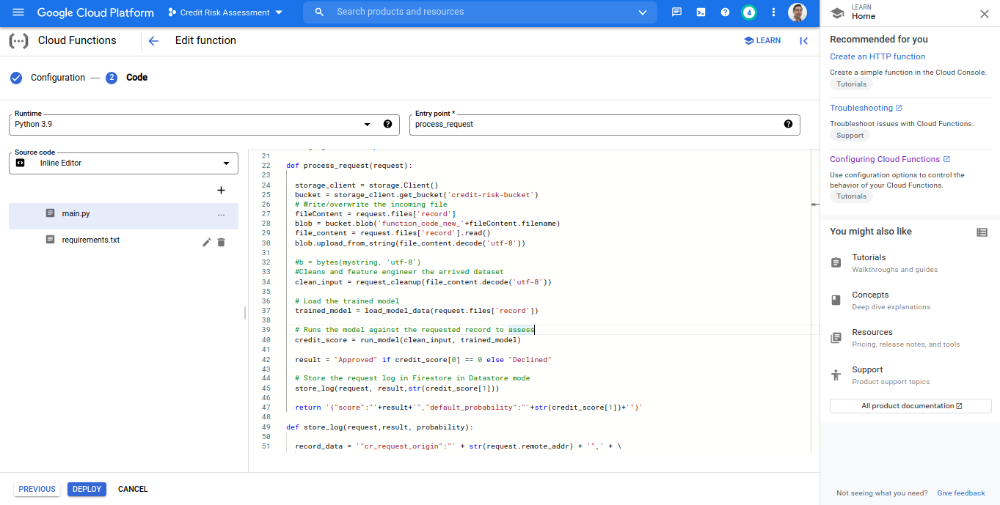 Google Cloud Platform
Credit Risk Assessment
Search products and resources
4
Cloud Functions
Edit function
LEARN
Configuration
2
Code
Runtime
Python 3.9
Entry point *
process_request
Source code
Inline Editor
+
main.py
...
requirements.txt
21
22 def process_request(request):
23
24 storage_client = storage.Client()
25 bucket = storage_client.get_bucket('credit-risk-bucket')
26 # Write/overwrite the incoming file
27 fileContent = request.files['record']
28 blob = bucket.blob('function_code_new_'+fileContent.filename)
29 file_content = request.files['record'].read()
30 blob.upload_from_string(file_content.decode('utf-8'))
31
32 #b = bytes(mystring, 'utf-8')
33 #Cleans and feature engineer the arrived dataset
34 clean_input = request_cleanup(file_content.decode('utf-8'))
35
36 # Load the trained model
37 trained_model = load_model_data(request.files['record'])
38
39 # Runs the model against the requested record to assess
40 credit_score = run_model(clean_input, trained_model)
41
42 result = "Approved" if credit_score[0] == 0 else "Declined"
43
44 # Store the request log in Firestore in Datastore mode
45 store_log(request, result,str(credit_score[1]))
46
47 return '{"score":"'+result+'","default_probability":"'+str(credit_score[1])+'"}'
48
49 def store_log(request,result, probability):
50
51 record_data = '"cr_request_origin":"' + str(request.remote_addr) + '",' + \
PREVIOUS
DEPLOY
CANCEL
LEARN
Home
Recommended for you
Create an HTTP function
Create a simple function in the Cloud Console.
Tutorials
Troubleshooting
Troubleshoot issues with Cloud Functions.
Support
Configuring Cloud Functions
Use configuration options to control the
behavior of your Cloud Functions.
Tutorials
You might also like
Tutorials
Walkthroughs and guides
Concepts
Deep dive explanations
Resources
Pricing, release notes, and tools
Support
Product support topics
All product documentation
Not seeing what you need?
Give feedback